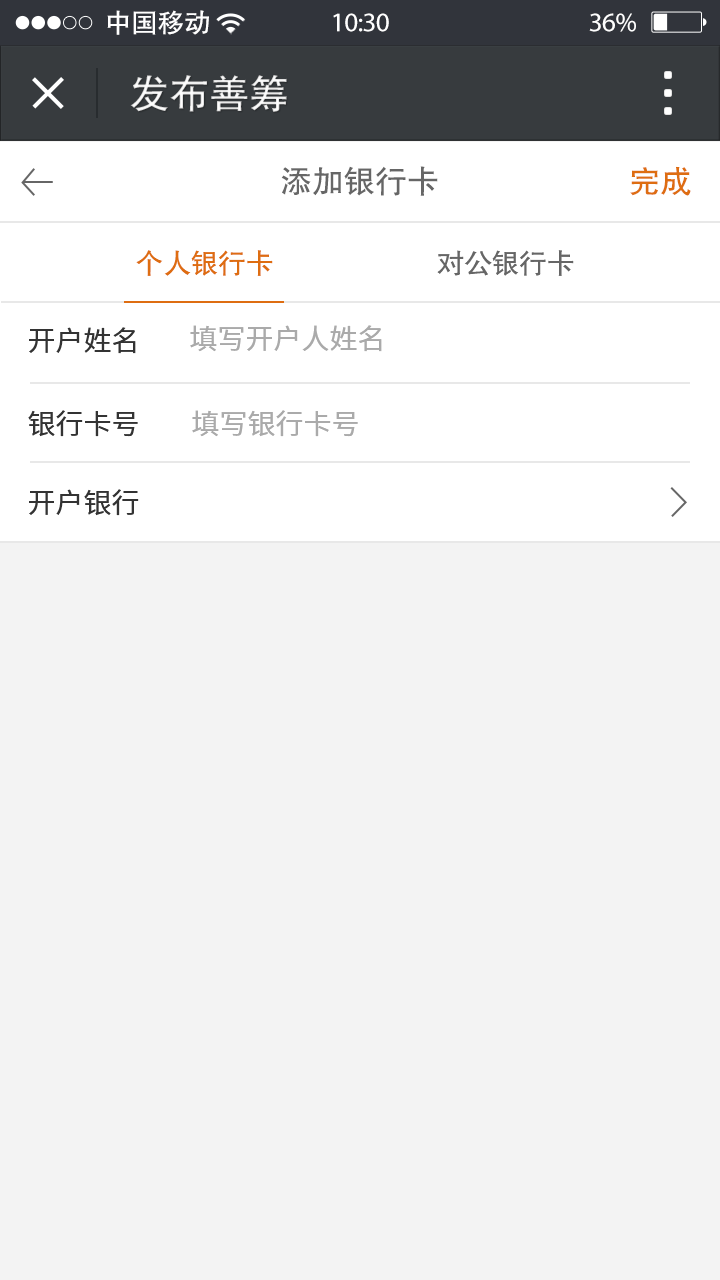 中国移动 10:30 36%
发布善筹
添加银行卡 完成
个人银行卡 对公银行卡
开户姓名 填写开户人姓名
银行卡号 填写银行卡号
开户银行